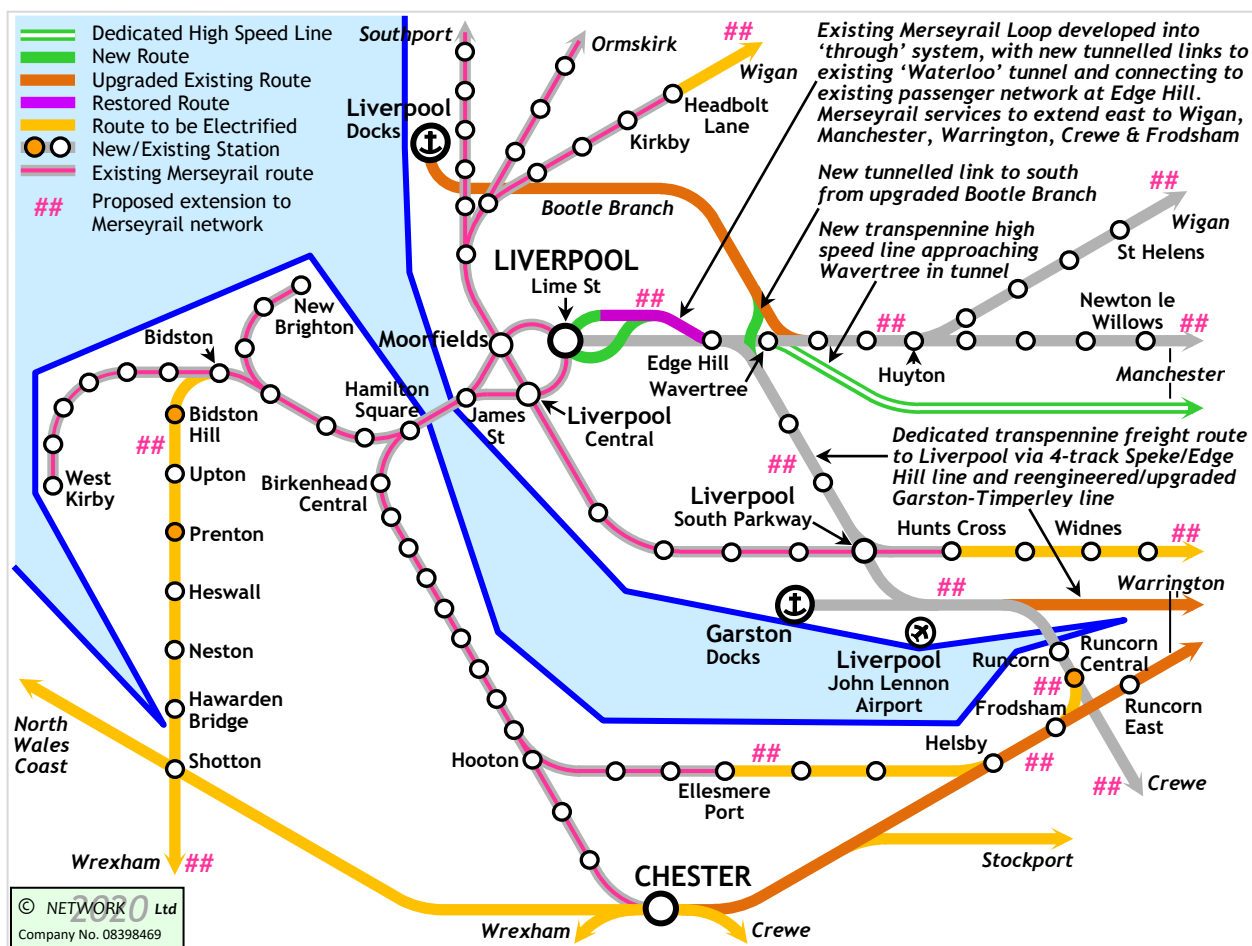 Dedicated High Speed Line
New Route
Upgraded Existing Route
Restored Route
Route to be Electrified
New/Existing Station
Existing Merseyrail route
## Proposed extension to
Merseyrail network
Southport
Ormskirk
##
Wigan
Liverpool
Docks
Headbolt
Lane
Kirkby
Bootle Branch
Existing Merseyrail Loop developed into
‘through’ system, with new tunnelled links to
existing ‘Waterloo’ tunnel and connecting to
existing passenger network at Edge Hill.
Merseyrail services to extend east to Wigan,
Manchester, Warrington, Crewe & Frodsham
New tunnelled link to south
from upgraded Bootle Branch
New transpennine high
speed line approaching
Wavertree in tunnel
##
Wigan
St Helens
LIVERPOOL
Lime St
##
Moorfields
Edge Hill
Wavertree
##
Huyton
Newton le
Willows
##
Manchester
New
Brighton
Bidston
Hamilton
Square
James
St
Liverpool
Central
Bidston
Hill
##
Upton
West
Kirby
Prenton
Heswall
Neston
Hawarden
Bridge
Shotton
North
Wales
Coast
Wrexham
##
Birkenhead
Central
Dedicated transpennine freight route
to Liverpool via 4-track Speke/Edge
Hill line and reengineered/upgraded
Garston-Timperley line
##
Liverpool
South Parkway
Hunts Cross
Widnes
##
##
Warrington
Garston
Docks
Liverpool
John Lennon
Airport
Runcorn
Runcorn
Central
##
Frodsham
Runcorn
East
Helsby
##
##
Crewe
Hooton
##
Ellesmere
Port
Stockport
CHESTER
Wrexham
Crewe
© NETWORK 2020 Ltd
Company No. 08398469